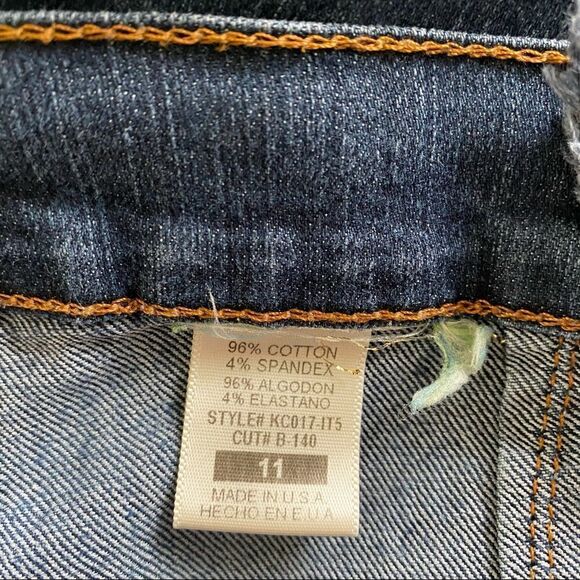 96% COTTON
4% SPANDEX
96% ALGODON
4% ELASTANO
STYLE# KC017-IT5
CUT# B-140
11
MADE IN U.S.A
HECHO EN E U A